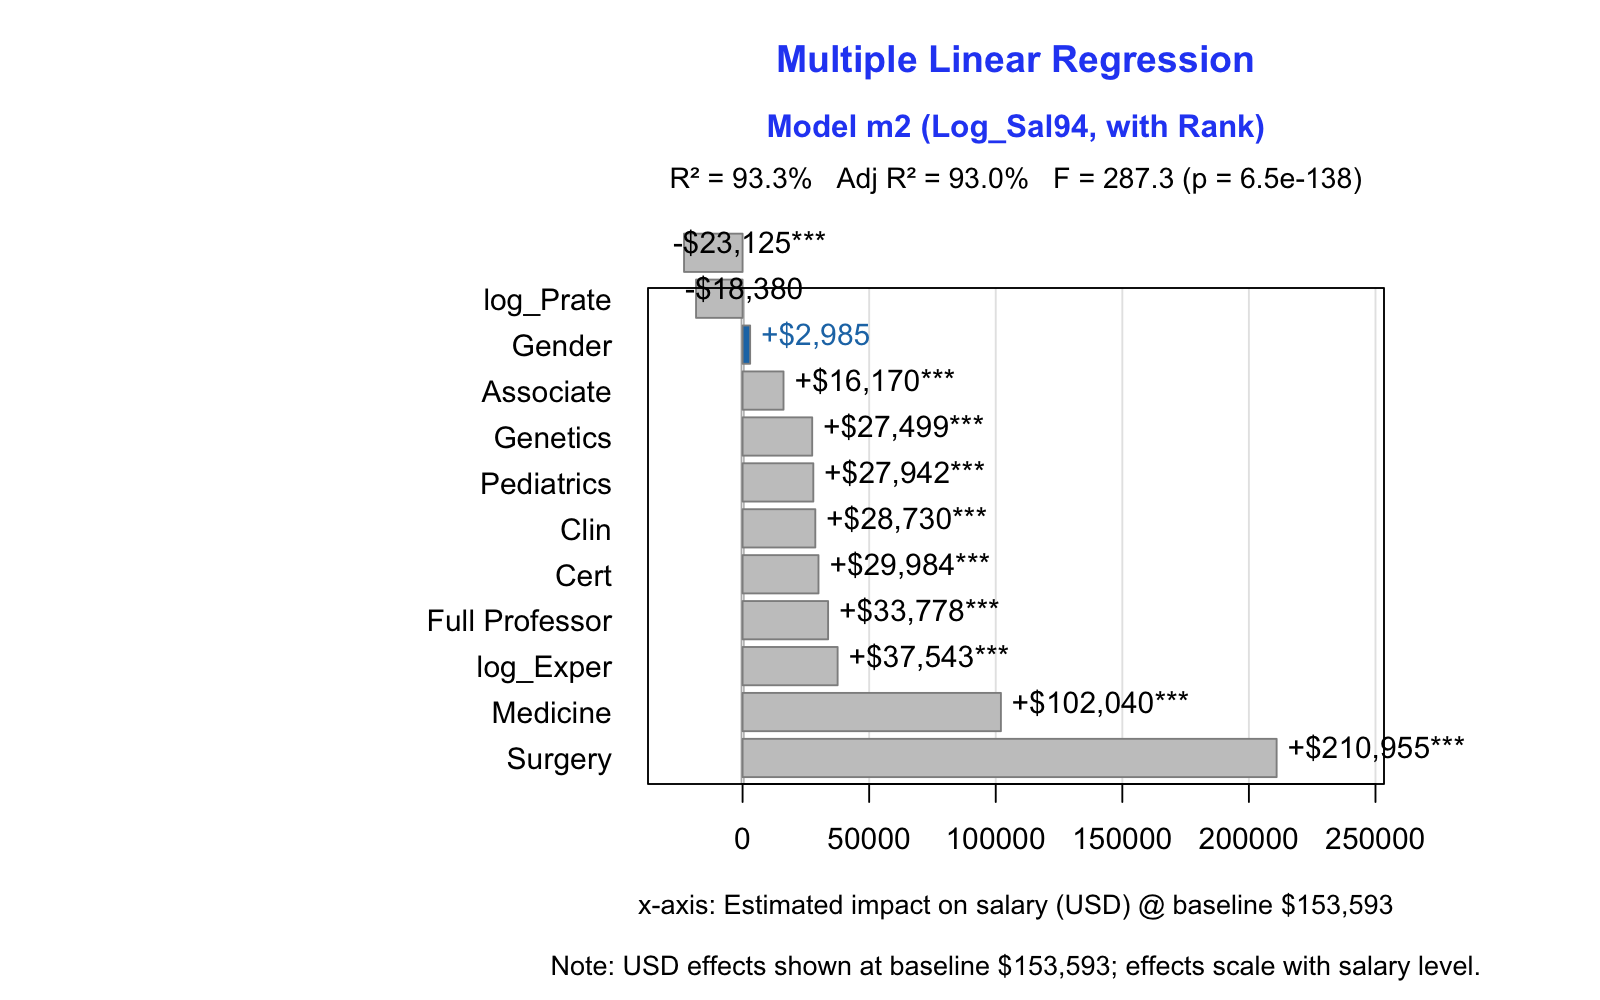 Multiple Linear Regression
Model m2 (Log_Sal94, with Rank)
R² = 93.3% Adj R² = 93.0% F = 287.3 (p = 6.5e-138)
-$23,125***
-$18,380
log_Prate
+$2,985
Gender
+$16,170***
Associate
+$27,499***
Genetics
+$27,942***
Pediatrics
+$28,730***
Clin
+$29,984***
Cert
+$33,778***
Full Professor
+$37,543***
log_Exper
+$102,040***
Medicine
+$210,955***
Surgery
0 50000 100000 150000 200000 250000
x-axis: Estimated impact on salary (USD) @ baseline $153,593
Note: USD effects shown at baseline $153,593; effects scale with salary level.